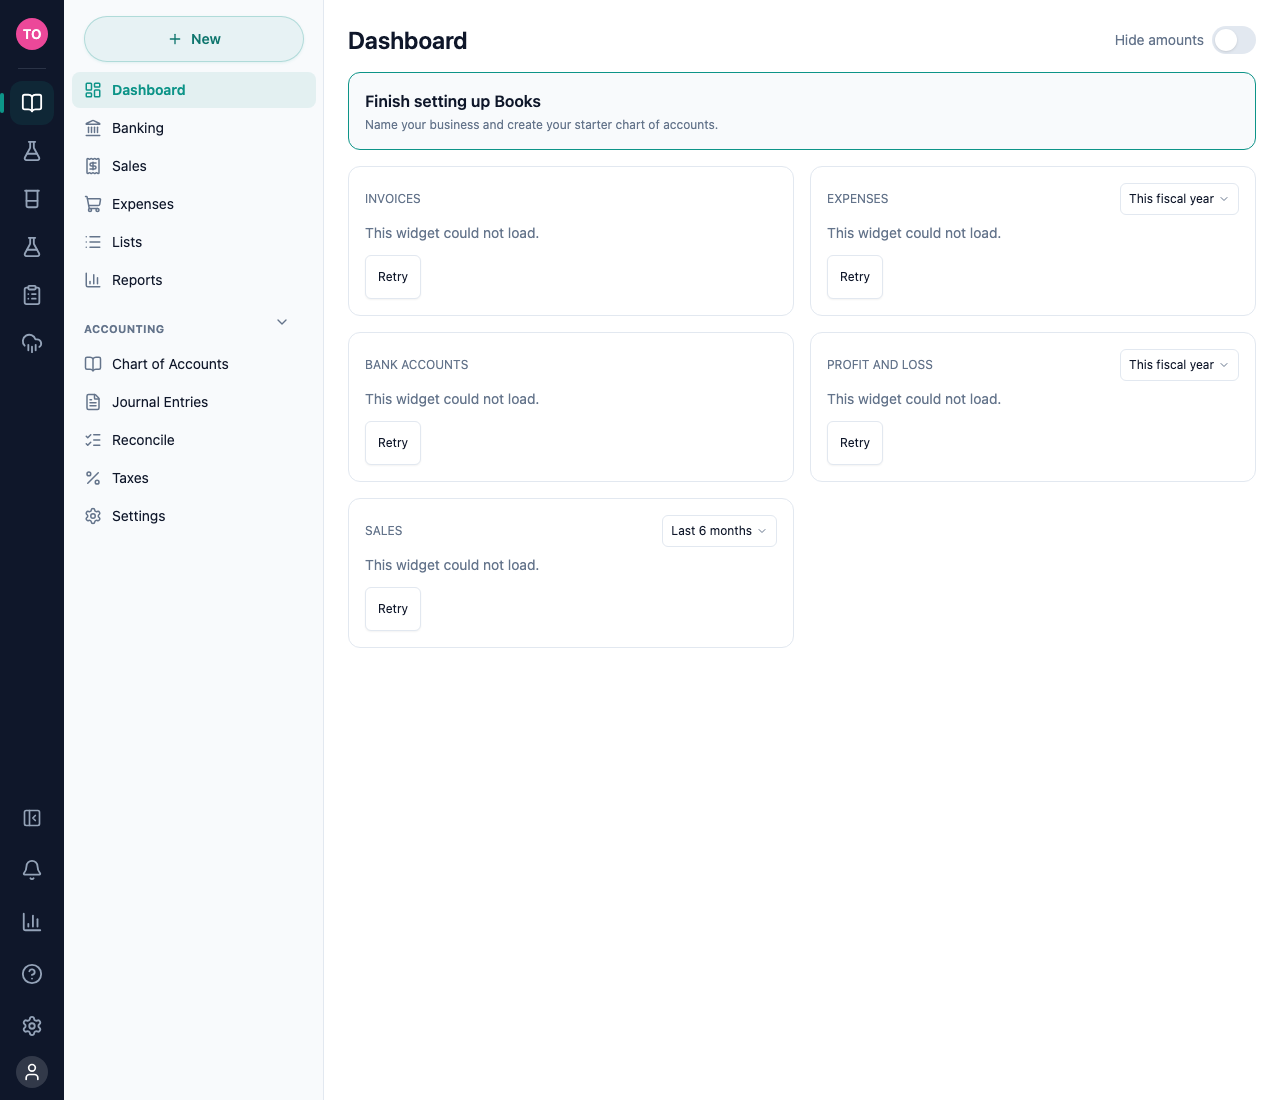 TO
New
Dashboard
Banking
Sales
Expenses
Lists
Reports
ACCOUNTING
Chart of Accounts
Journal Entries
Reconcile
Taxes
Settings
Dashboard
Hide amounts
Finish setting up Books
Name your business and create your starter chart of accounts.
INVOICES
This widget could not load.
Retry
EXPENSES
This fiscal year
This widget could not load.
Retry
BANK ACCOUNTS
This widget could not load.
Retry
PROFIT AND LOSS
This fiscal year
This widget could not load.
Retry
SALES
Last 6 months
This widget could not load.
Retry